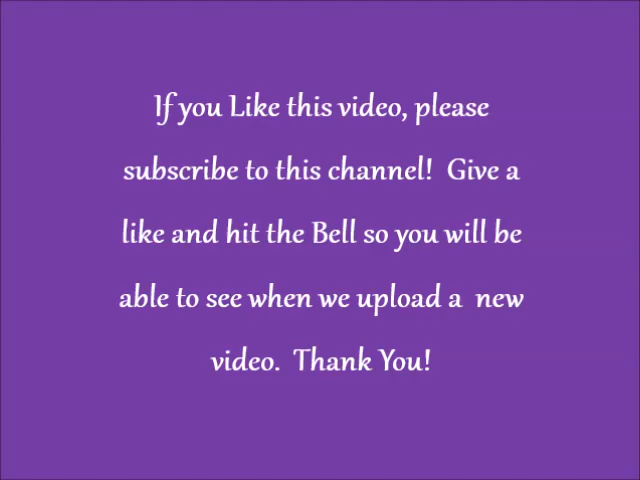 If you Like this video, please
subscribe to this channel!  Give a
like and hit the Bell so you will be
able to see when we upload a  new
video.  Thank You!